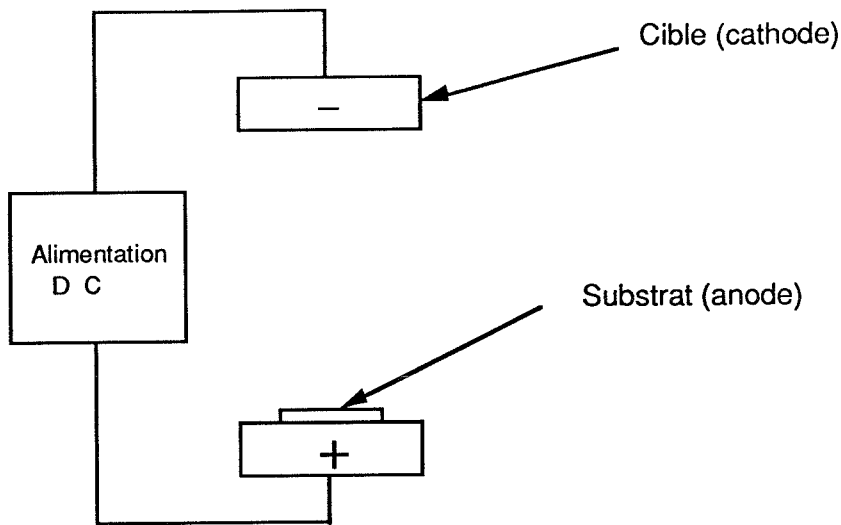 Cible (cathode)
−
Alimentation
D C
Substrat (anode)
+